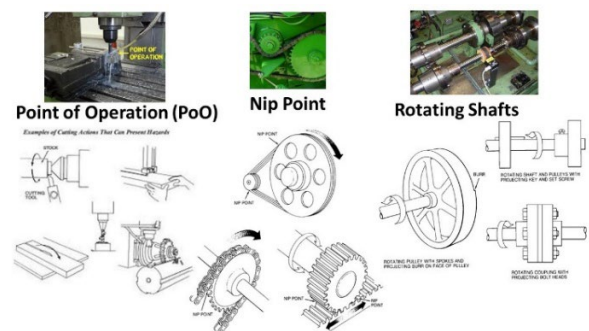 POINT OF
OPERATION
Point of Operation (PoO)
Nip Point
Rotating Shafts
Examples of Cutting Actions That Can Present Hazards
STOCK
CUTTING
TOOL
NIP POINT
NIP
POINT
NIP POINT
NIP POINT
NIP
POINT
BURR
ROTATING PULLEY WITH SPOKES AND
PROJECTING BURR ON FACE OF PULLEY
ROTATING SHAFT AND PULLEYS WITH
PROJECTING KEY AND SET SCREW
ROTATING COUPLING WITH
PROJECTING BOLT HEADS